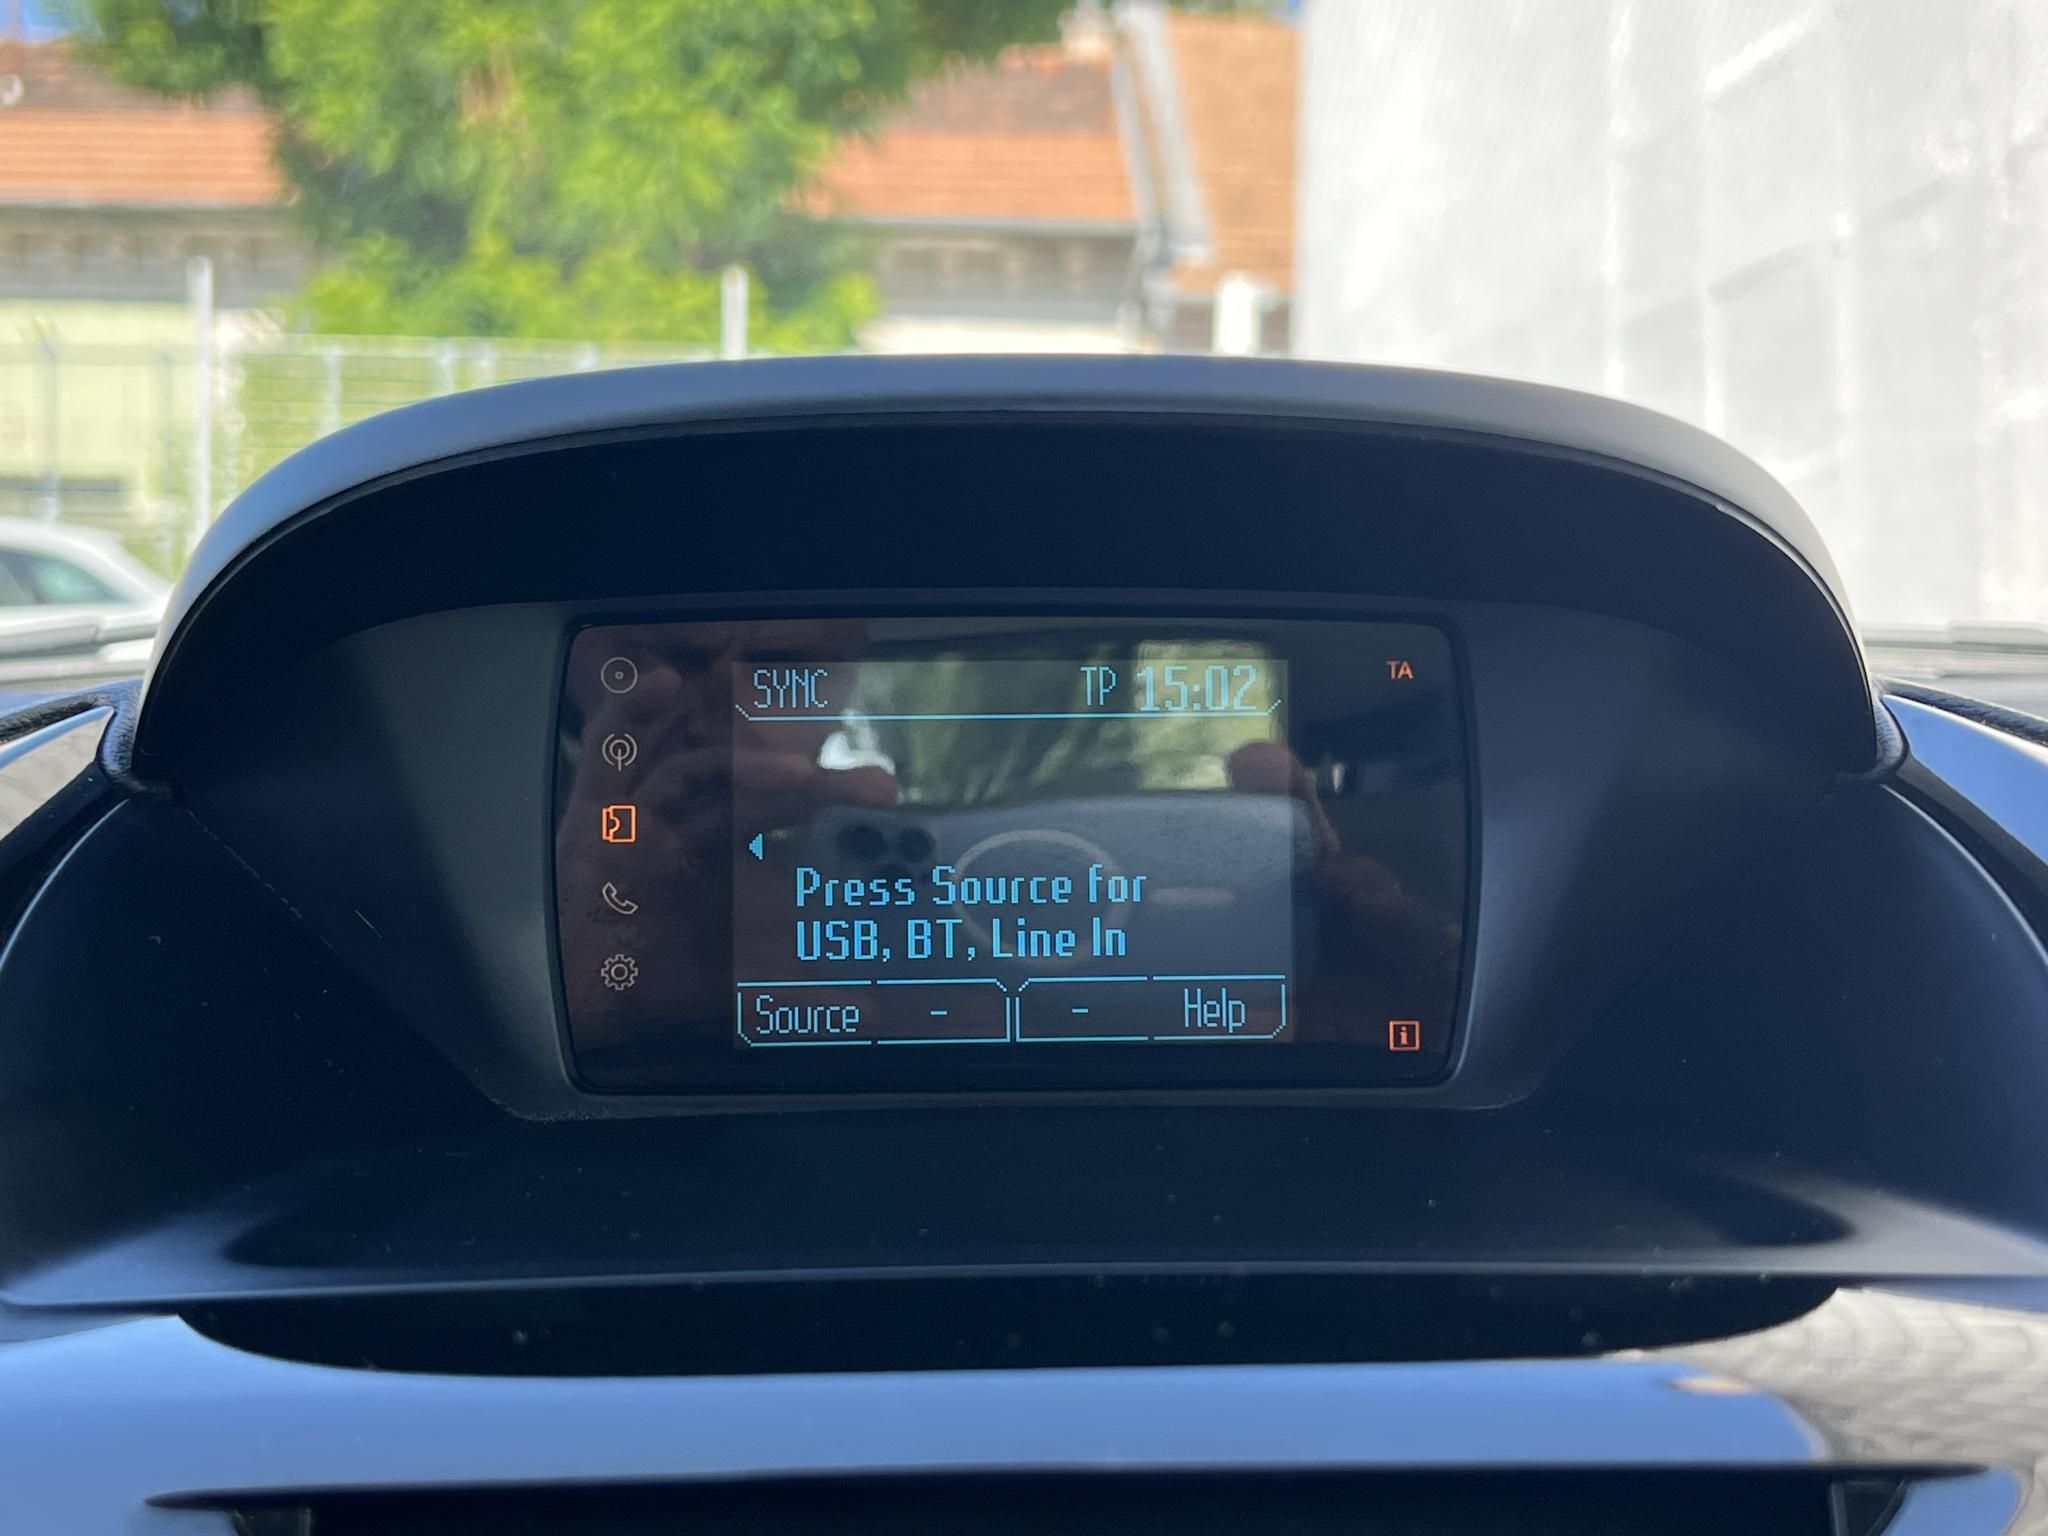 SYNC TP 15:02
TA
Press Source for
USB, BT, Line In
Source - - Help
i